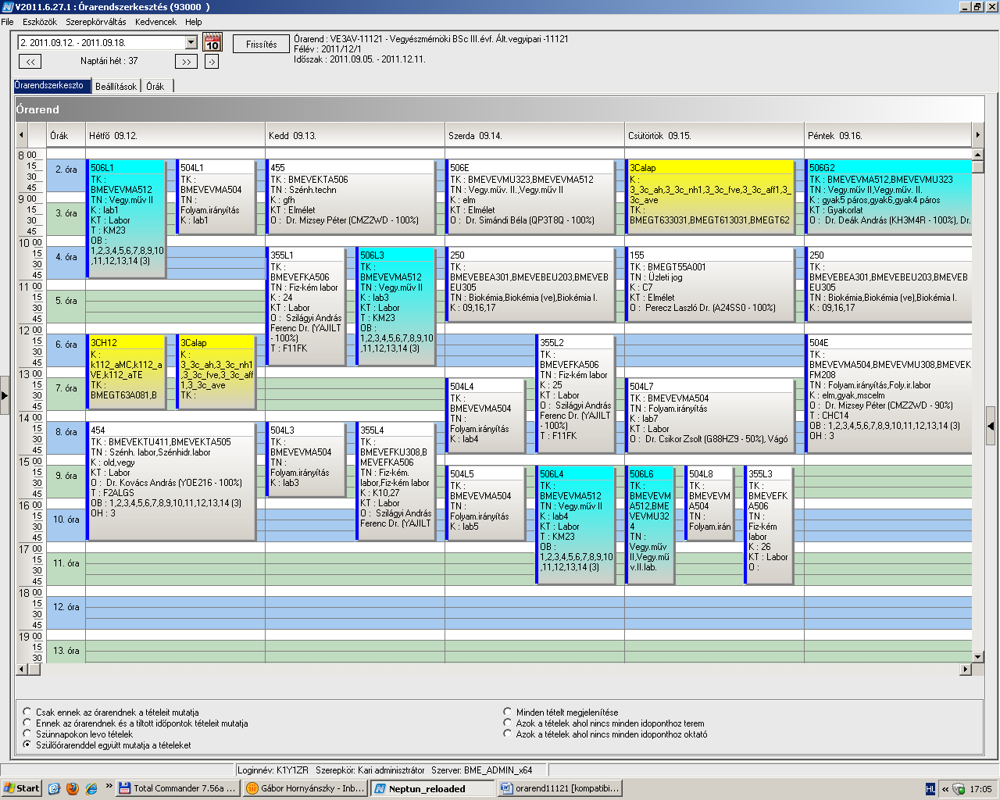 V2011.6.27.1 : Órarendszerkesztés (93000 )
File Eszközök Szerepkörváltás Kedvencek Help
2. 2011.09.12. - 2011.09.18.
10
Frissítés
Órarend : VE3AV-11121 - Vegyészmérnöki BSc III.évf. Ált.vegyipari -11121
Félév : 2011/12/1
Időszak : 2011.09.05. - 2011.12.11.
<< Naptári hét : 37 >> ->
Órarendszerkeszto Beállítások Órák
Órarend
Órák Hétfő 09.12. Kedd 09.13. Szerda 09.14. Csütörtök 09.15. Péntek 09.16.
8 00
15
30
45
9 00
15
30
45
10 00
15
30
45
11 00
15
30
45
12 00
15
30
45
13 00
15
30
45
14 00
15
30
45
15 00
15
30
45
16 00
15
30
45
17 00
15
30
45
18 00
15
30
45
19 00
15
30
2. óra
3. óra
4. óra
5. óra
6. óra
7. óra
8. óra
9. óra
10. óra
11. óra
12. óra
13. óra
506L1
TK :
BMEVEVMA512
TN : Vegy.műv II
K : lab1
KT : Labor
T : KM23
OB :
1,2,3,4,5,6,7,8,9,10
,11,12,13,14 (3)
504L1
TK :
BMEVEVMA504
TN :
Folyam.irányítás
K : lab1
3CH12
K :
k112_aMC,k112_a
VE,k112_aTE
TK :
BMEGT63A081,B
3Calap
K :
3_3c_ah,3_3c_nh1
,3_3c_fve,3_3c_aff
1,3_3c_ave
TK :
454
TK : BMEVEKTU411,BMEVEKTA505
TN : Szénh. labor,Szénhidr.labor
K : old,vegy
KT : Labor
O : Dr. Kovács András (YOE216 - 100%)
T : F2ALGS
OB : 1,2,3,4,5,6,7,8,9,10,11,12,13,14 (3)
OH : 3
455
TK : BMEVEKTA506
TN : Szénh.techn
K : gfh
KT : Elmélet
O : Dr. Mizsey Péter (CMZ2WD - 100%)
355L1
TK :
BMEVEFKA506
TN : Fiz-kém labor
K : 24
KT : Labor
O : Szilágyi András
Ferenc Dr. (YAJILT
- 100%)
T : F11FK
506L3
TK :
BMEVEVMA512
TN : Vegy.műv II
K : lab3
KT : Labor
T : KM23
OB :
1,2,3,4,5,6,7,8,9,10
,11,12,13,14 (3)
504L3
TK :
BMEVEVMA504
TN :
Folyam.irányítás
K : lab3
355L4
TK :
BMEVEFKU308,B
MEVEFKA506
TN : Fiz-kém.
labor,Fiz-kém labor
K : K10,27
KT : Labor
O : Szilágyi András
Ferenc Dr. (YAJILT
506E
TK : BMEVEVMU323,BMEVEVMA512
TN : Vegy.műv. II.,Vegy.műv II
K : elm
KT : Elmélet
O : Dr. Simándi Béla (QP3T8Q - 100%)
250
TK :
BMEVEBEA301,BMEVEBEU203,BMEVEB
EU305
TN : Biokémia,Biokémia (ve),Biokémia I.
K : 09,16,17
355L2
TK :
BMEVEFKA506
TN : Fiz-kém labor
K : 25
KT : Labor
O : Szilágyi András
Ferenc Dr. (YAJILT
- 100%)
T : F11FK
504L4
TK :
BMEVEVMA504
TN :
Folyam.irányítás
K : lab4
504L5
TK :
BMEVEVMA504
TN :
Folyam.irányítás
K : lab5
506L4
TK :
BMEVEVMA512
TN : Vegy.műv II
K : lab4
KT : Labor
T : KM23
OB :
1,2,3,4,5,6,7,8,9,10
,11,12,13,14 (3)
3Calap
K :
3_3c_ah,3_3c_nh1,3_3c_fve,3_3c_aff1,3_
3c_ave
TK :
BMEGT633031,BMEGT613031,BMEGT62
155
TK : BMEGT55A001
TN : Üzleti jog
K : C7
KT : Elmélet
O : Perecz Laszló Dr. (A24SS0 - 100%)
504L7
TK : BMEVEVMA504
TN : Folyam.irányítás
K : lab7
KT : Labor
O : Dr. Csikor Zsolt (G88HZ9 - 50%), Vágó
506L6
TK :
BMEVEVM
A512,BME
VEVMU32
4
TN :
Vegy.műv
II,Vegy.mű
v.II.lab.
504L8
TK :
BMEVEVM
A504
TN :
Folyam.irán
355L3
TK :
BMEVEFK
A506
TN :
Fiz-kém
labor
K : 26
KT : Labor
O :
506G2
TK : BMEVEVMA512,BMEVEVMU323
TN : Vegy.műv II,Vegy.műv. II.
K : gyak5 páros,gyak6,gyak4 páros
KT : Gyakorlat
O : Dr. Deák András (KH3M4R - 100%), Dr.
250
TK :
BMEVEBEA301,BMEVEBEU203,BMEVEB
EU305
TN : Biokémia,Biokémia (ve),Biokémia I.
K : 09,16,17
504E
TK :
BMEVEVMA504,BMEVEVMU308,BMEVEK
FM208
TN : Folyam.irányítás,Foly.ir.labor
K : elm,gyak,mscelm
O : Dr. Mizsey Péter (CMZ2WD - 90%)
T : CHC14
OB : 1,2,3,4,5,6,7,8,9,10,11,12,13,14 (3)
OH : 3
Csak ennek az órarendnek a tételeit mutatja
Ennek az órarendnek és a tiltott időpontok tételeit mutatja
Szünnapokon levo tételek
Szülőórarenddel együtt mutatja a tételeket
Minden tételt megjelenítése
Azok a tételek ahol nincs minden idoponthoz terem
Azok a tételek ahol nincs minden idoponthoz oktató
Loginnév: K1Y1ZR Szerepkör: Kari adminisztrátor Szerver: BME_ADMIN_x64
Start » Total Commander 7.56a ... Gábor Hornyánszky - Inb... Neptun_reloaded orarend11121 [kompatibi... HU « 17:05